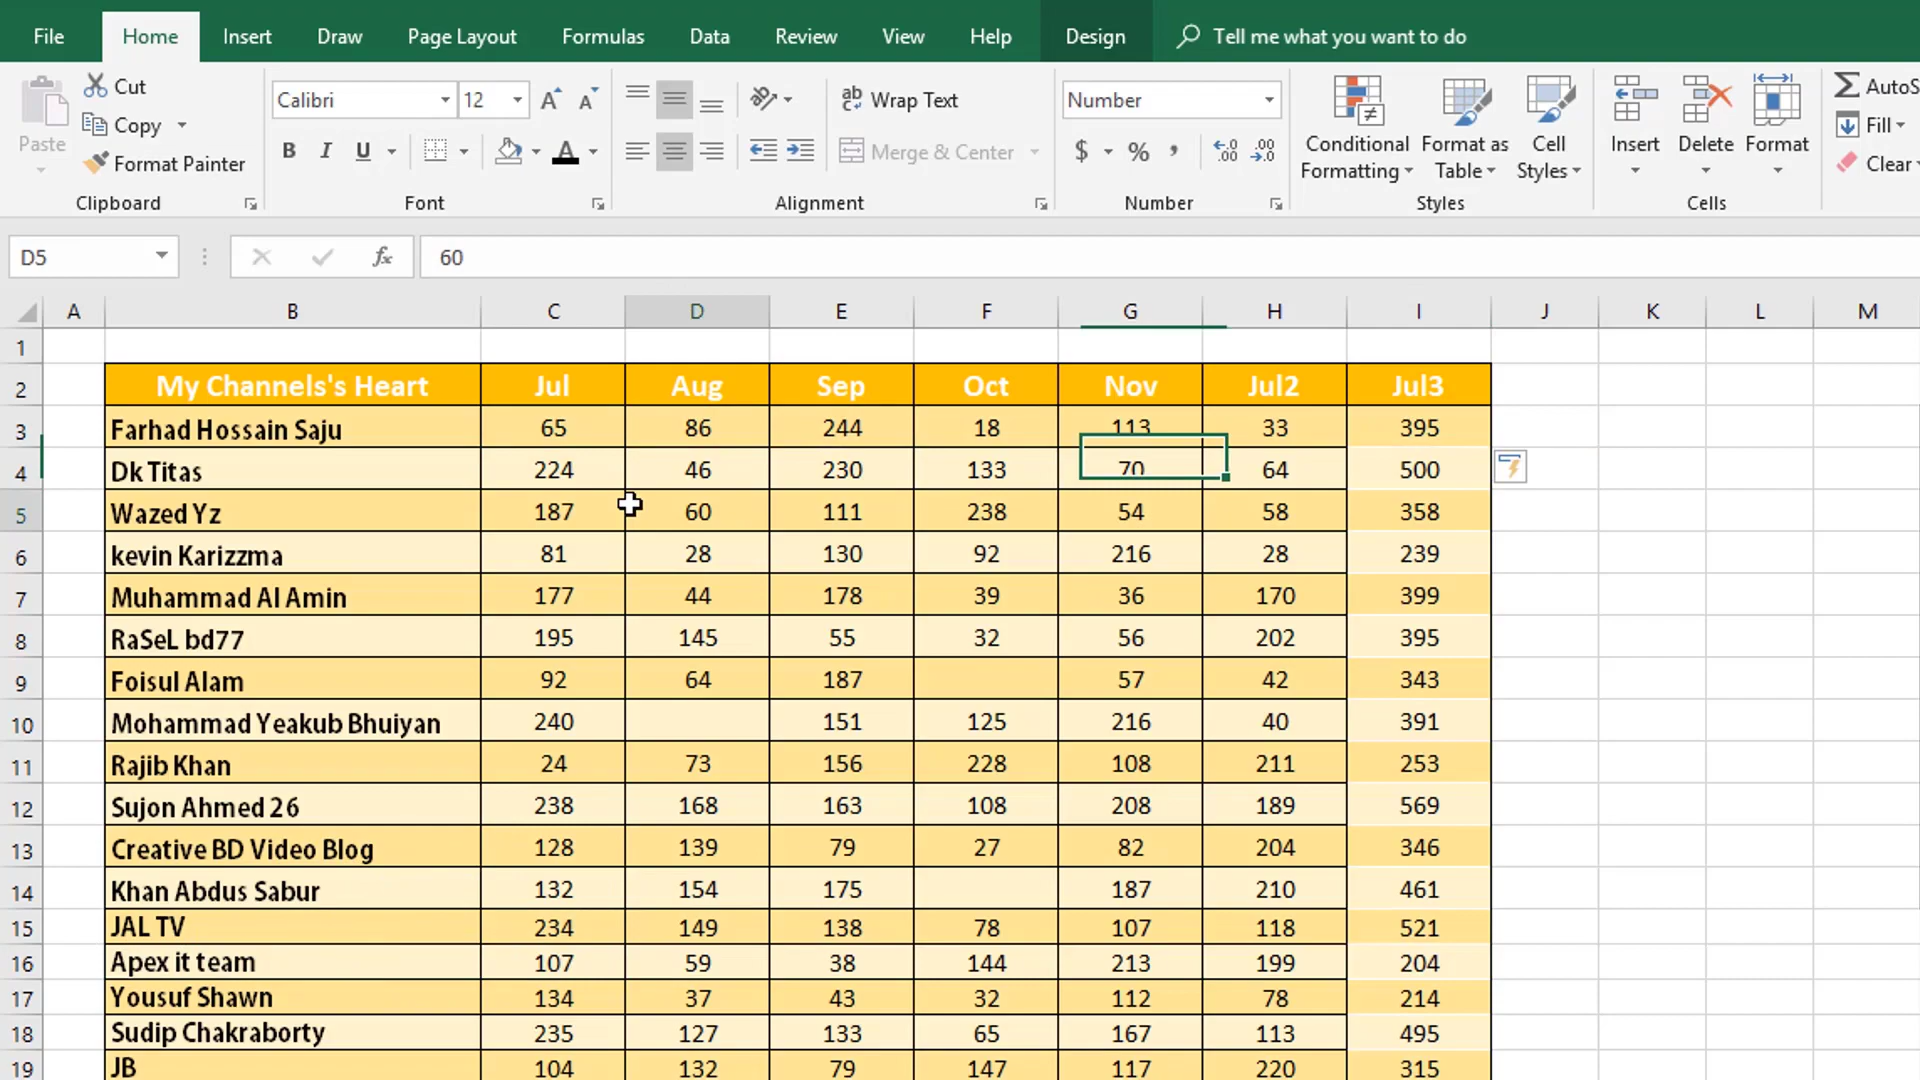 File Home Insert Draw Page Layout Formulas Data Review View Help Design Tell me what you want to do
Paste Cut Copy Format Painter
Clipboard
Calibri 12 A A
B I U A
Font
Wrap Text
Merge & Center
Alignment
Number
$ % ,
Number
Conditional Formatting
Format as Table
Cell Styles
Styles
Insert Delete Format
Cells
AutoS
Fill
Clear
D5 fx 60
A B C D E F G H I J K L M
1
2 My Channels's Heart Jul Aug Sep Oct Nov Jul2 Jul3
3 Farhad Hossain Saju 65 86 244 18 113 33 395
4 Dk Titas 224 46 230 133 70 64 500
5 Wazed Yz 187 60 111 238 54 58 358
6 kevin Karizzma 81 28 130 92 216 28 239
7 Muhammad Al Amin 177 44 178 39 36 170 399
8 RaSeL bd77 195 145 55 32 56 202 395
9 Foisul Alam 92 64 187 57 42 343
10 Mohammad Yeakub Bhuiyan 240 151 125 216 40 391
11 Rajib Khan 24 73 156 228 108 211 253
12 Sujon Ahmed 26 238 168 163 108 208 189 569
13 Creative BD Video Blog 128 139 79 27 82 204 346
14 Khan Abdus Sabur 132 154 175 187 210 461
15 JAL TV 234 149 138 78 107 118 521
16 Apex it team 107 59 38 144 213 199 204
17 Yousuf Shawn 134 37 43 32 112 78 214
18 Sudip Chakraborty 235 127 133 65 167 113 495
19 JB 104 132 79 147 117 220 315